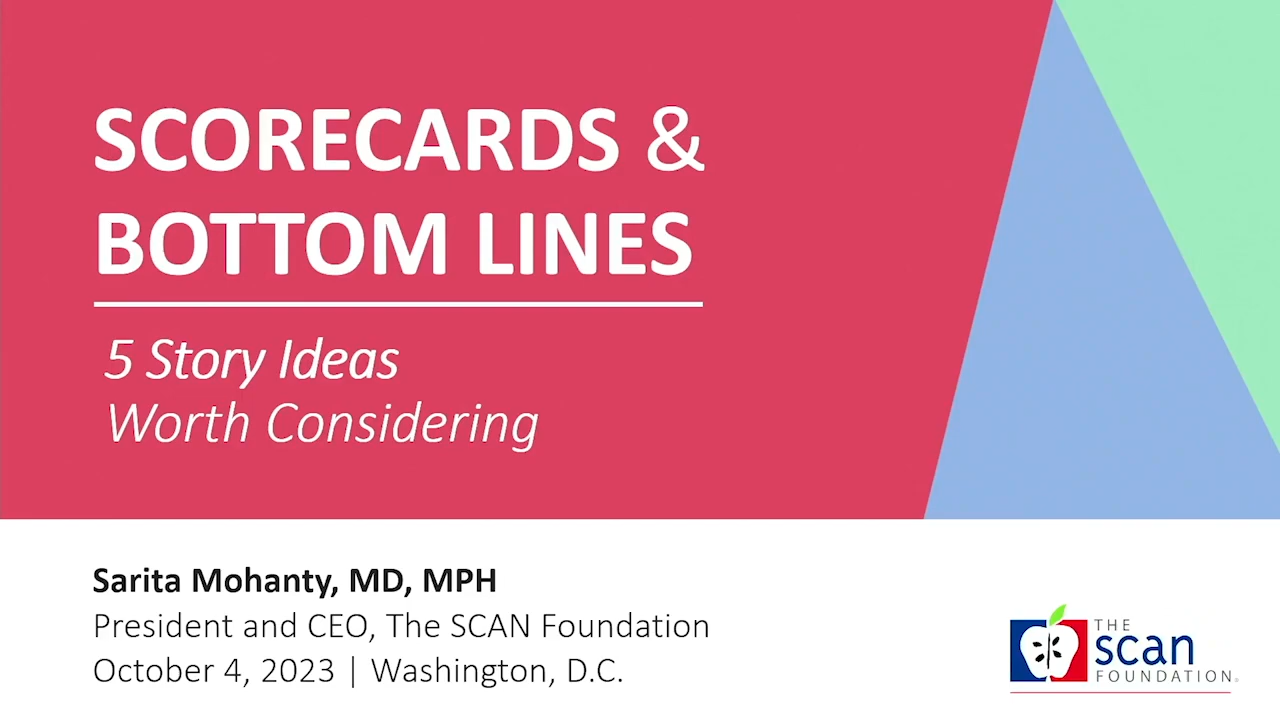 SCORECARDS &
BOTTOM LINES
5 Story Ideas
Worth Considering
Sarita Mohanty, MD, MPH
President and CEO, The SCAN Foundation
October 4, 2023 | Washington, D.C.
THE
scan
FOUNDATION®